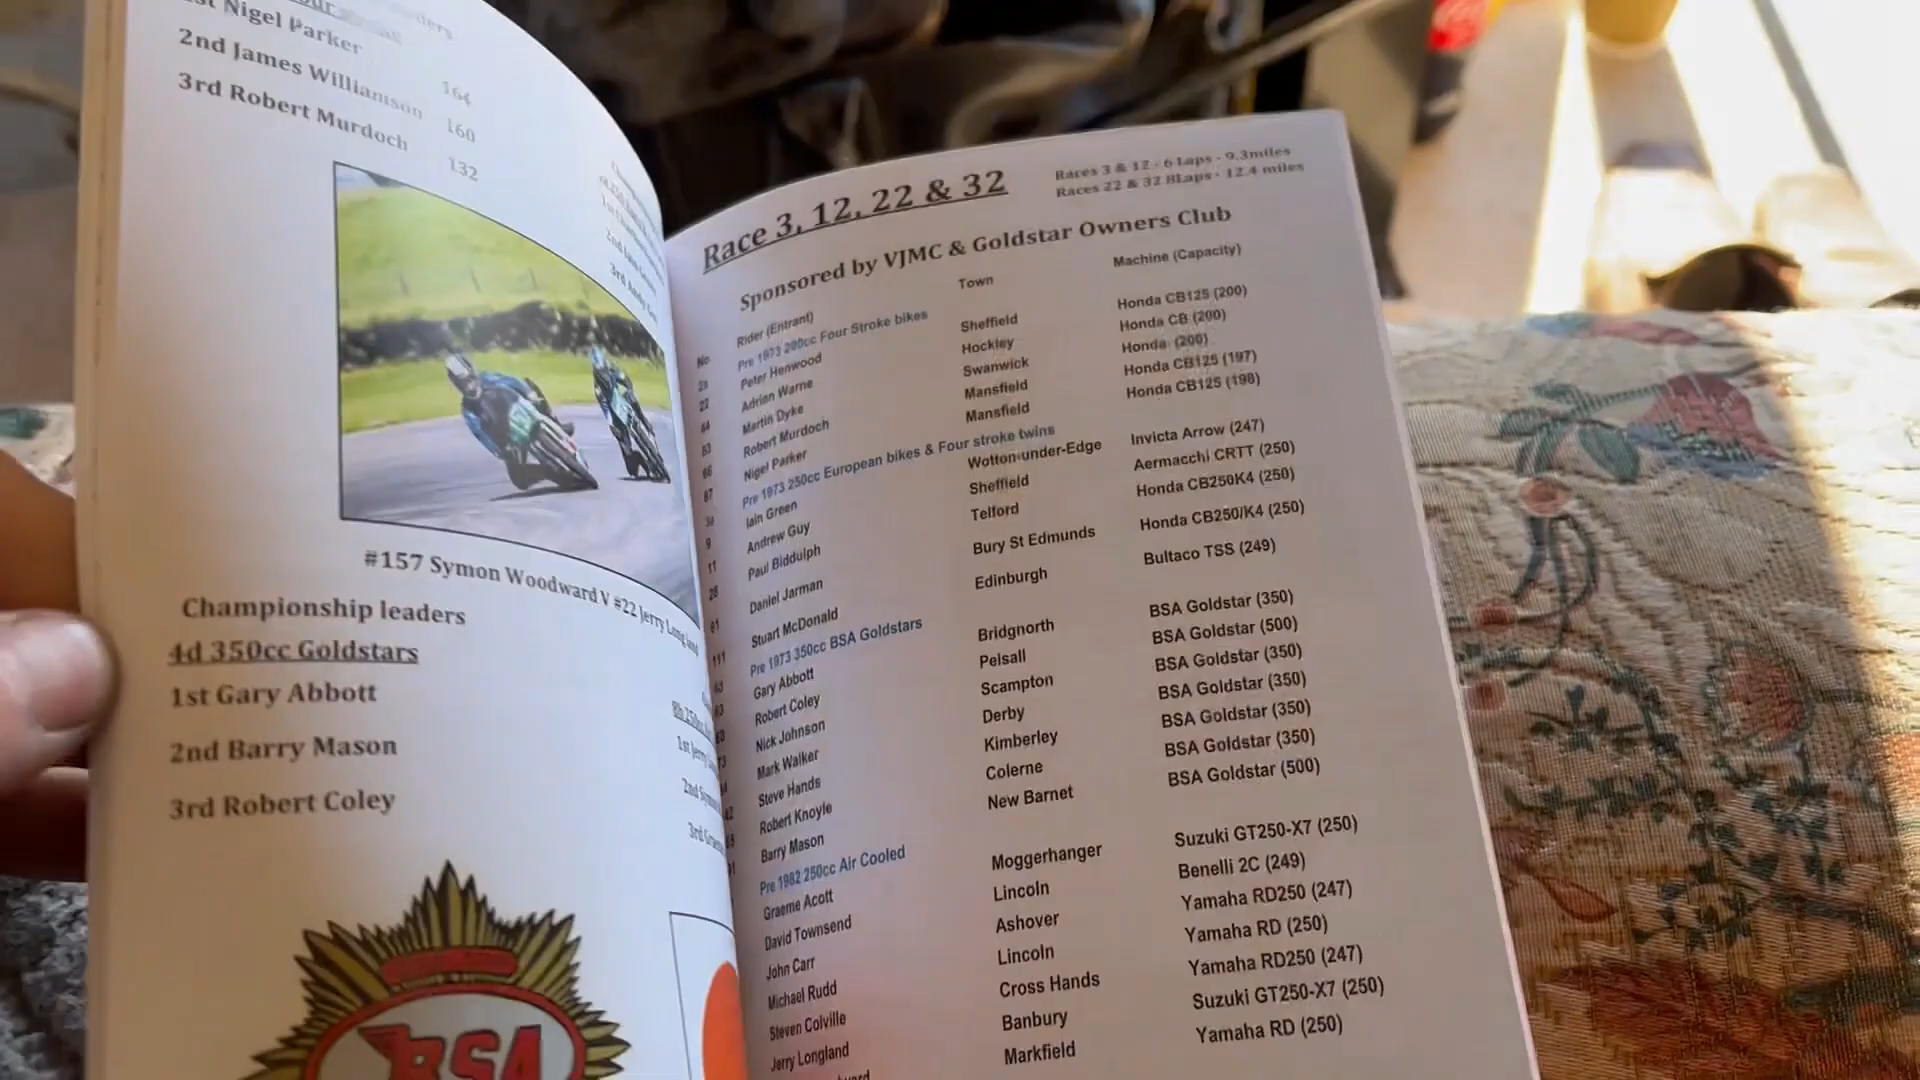 1st Nigel Parker 164
2nd James Williamson 160
3rd Robert Murdoch 132
#157 Symon Woodward V #22 Jerry Longland
Championship leaders
4d 350cc Goldstars
1st Gary Abbott
2nd Barry Mason
3rd Robert Coley
BSA
Race 3, 12, 22 & 32
Races 3 & 12 - 6 Laps - 9.3miles
Races 22 & 32 8Laps - 12.4 miles
Sponsored by VJMC & Goldstar Owners Club
No Rider (Entrant) Town Machine (Capacity)
Pre 1973 200cc Four Stroke bikes
Peter Henwood Sheffield Honda CB125 (200)
Adrian Warne Hockley Honda CB (200)
Martin Dyke Swanwick Honda (200)
Robert Murdoch Mansfield Honda CB125 (197)
Nigel Parker Mansfield Honda CB125 (198)
Pre 1973 250cc European bikes & Four stroke twins
Iain Green Wotton-under-Edge Invicta Arrow (247)
Andrew Guy Sheffield Aermacchi CRTT (250)
Paul Biddulph Telford Honda CB250K4 (250)
Daniel Jarman Bury St Edmunds Honda CB250/K4 (250)
Stuart McDonald Edinburgh Bultaco TSS (249)
Pre 1973 350cc BSA Goldstars
Gary Abbott Bridgnorth BSA Goldstar (350)
Robert Coley Pelsall BSA Goldstar (500)
Nick Johnson Scampton BSA Goldstar (350)
Mark Walker Derby BSA Goldstar (350)
Steve Hands Kimberley BSA Goldstar (350)
Robert Knoyle Colerne BSA Goldstar (350)
Barry Mason New Barnet BSA Goldstar (500)
Pre 1982 250cc Air Cooled
Graeme Acott Moggerhanger Suzuki GT250-X7 (250)
David Townsend Lincoln Benelli 2C (249)
John Carr Ashover Yamaha RD250 (247)
Michael Rudd Lincoln Yamaha RD (250)
Steven Colville Cross Hands Yamaha RD250 (247)
Jerry Longland Banbury Suzuki GT250-X7 (250)
Markfield Yamaha RD (250)